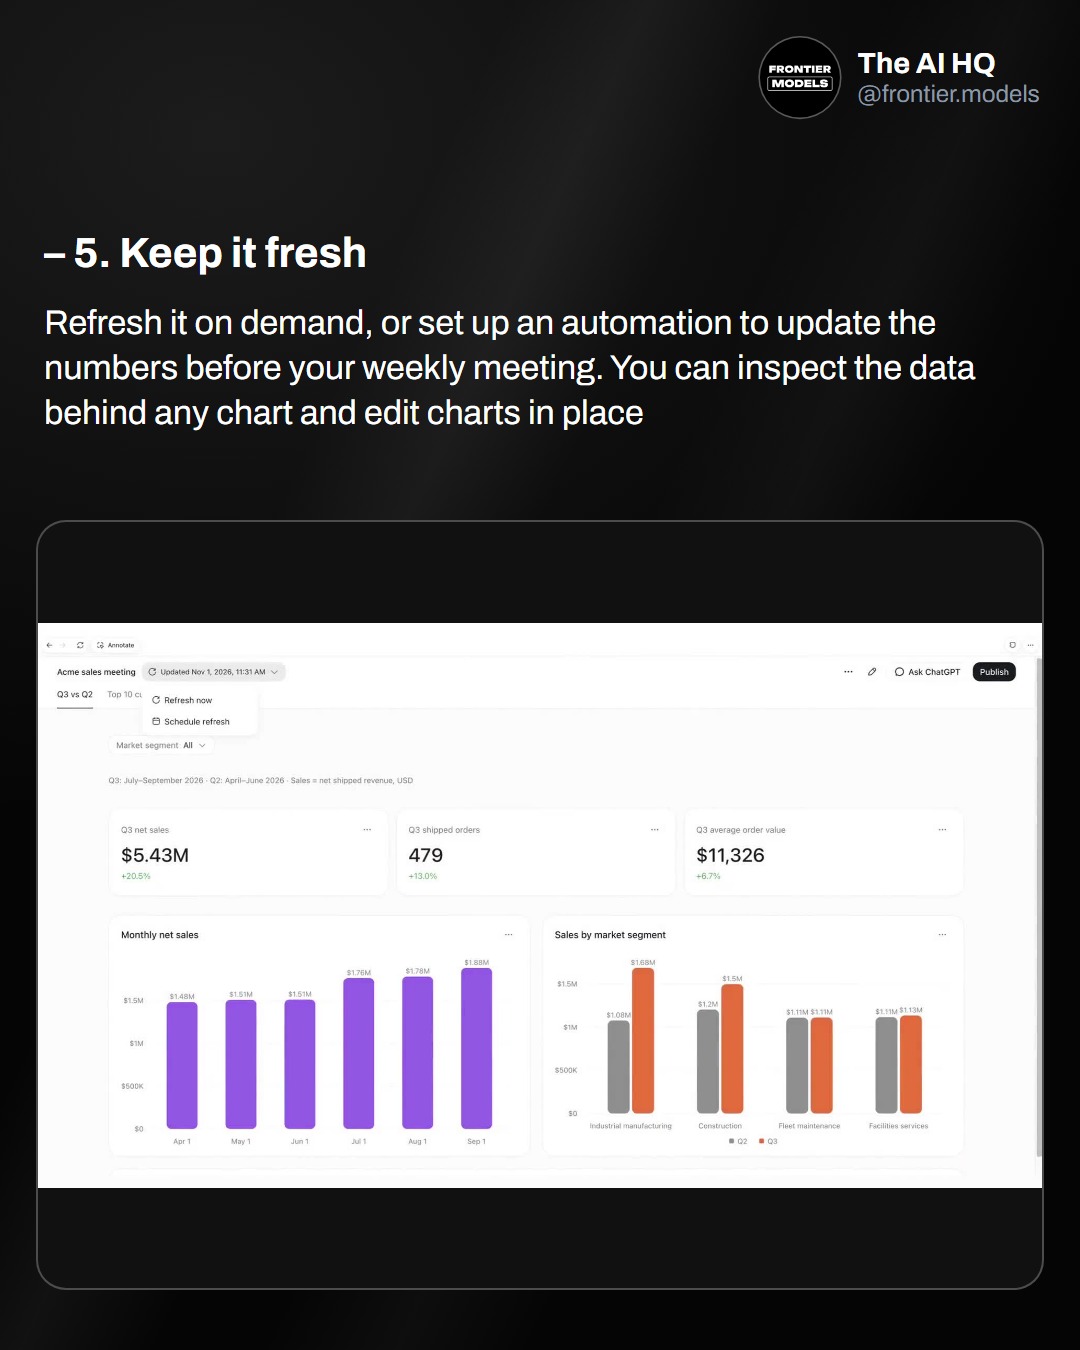 FRONTIER
MODELS
The AI HQ
@frontier.models
– 5. Keep it fresh
Refresh it on demand, or set up an automation to update the
numbers before your weekly meeting. You can inspect the data
behind any chart and edit charts in place
Annotate
Acme sales meeting Updated Nov 1, 2026, 11:31 AM Ask ChatGPT Publish
Q3 vs Q2 Top 10 cu
Refresh now
Schedule refresh
Market segment All
Q3: July–September 2026 · Q2: April–June 2026 · Sales = net shipped revenue, USD
Q3 net sales
$5.43M
+20.5%
Q3 shipped orders
479
+13.0%
Q3 average order value
$11,326
+6.7%
Monthly net sales
$1.48M $1.51M $1.51M $1.76M $1.78M $1.88M
$1.5M
$1M
$500K
$0
Apr 1 May 1 Jun 1 Jul 1 Aug 1 Sep 1
Sales by market segment
$1.08M $1.68M $1.2M $1.5M $1.11M $1.11M $1.11M $1.13M
$1.5M
$1M
$500K
$0
Industrial manufacturing Construction Fleet maintenance Facilities services
Q2 Q3